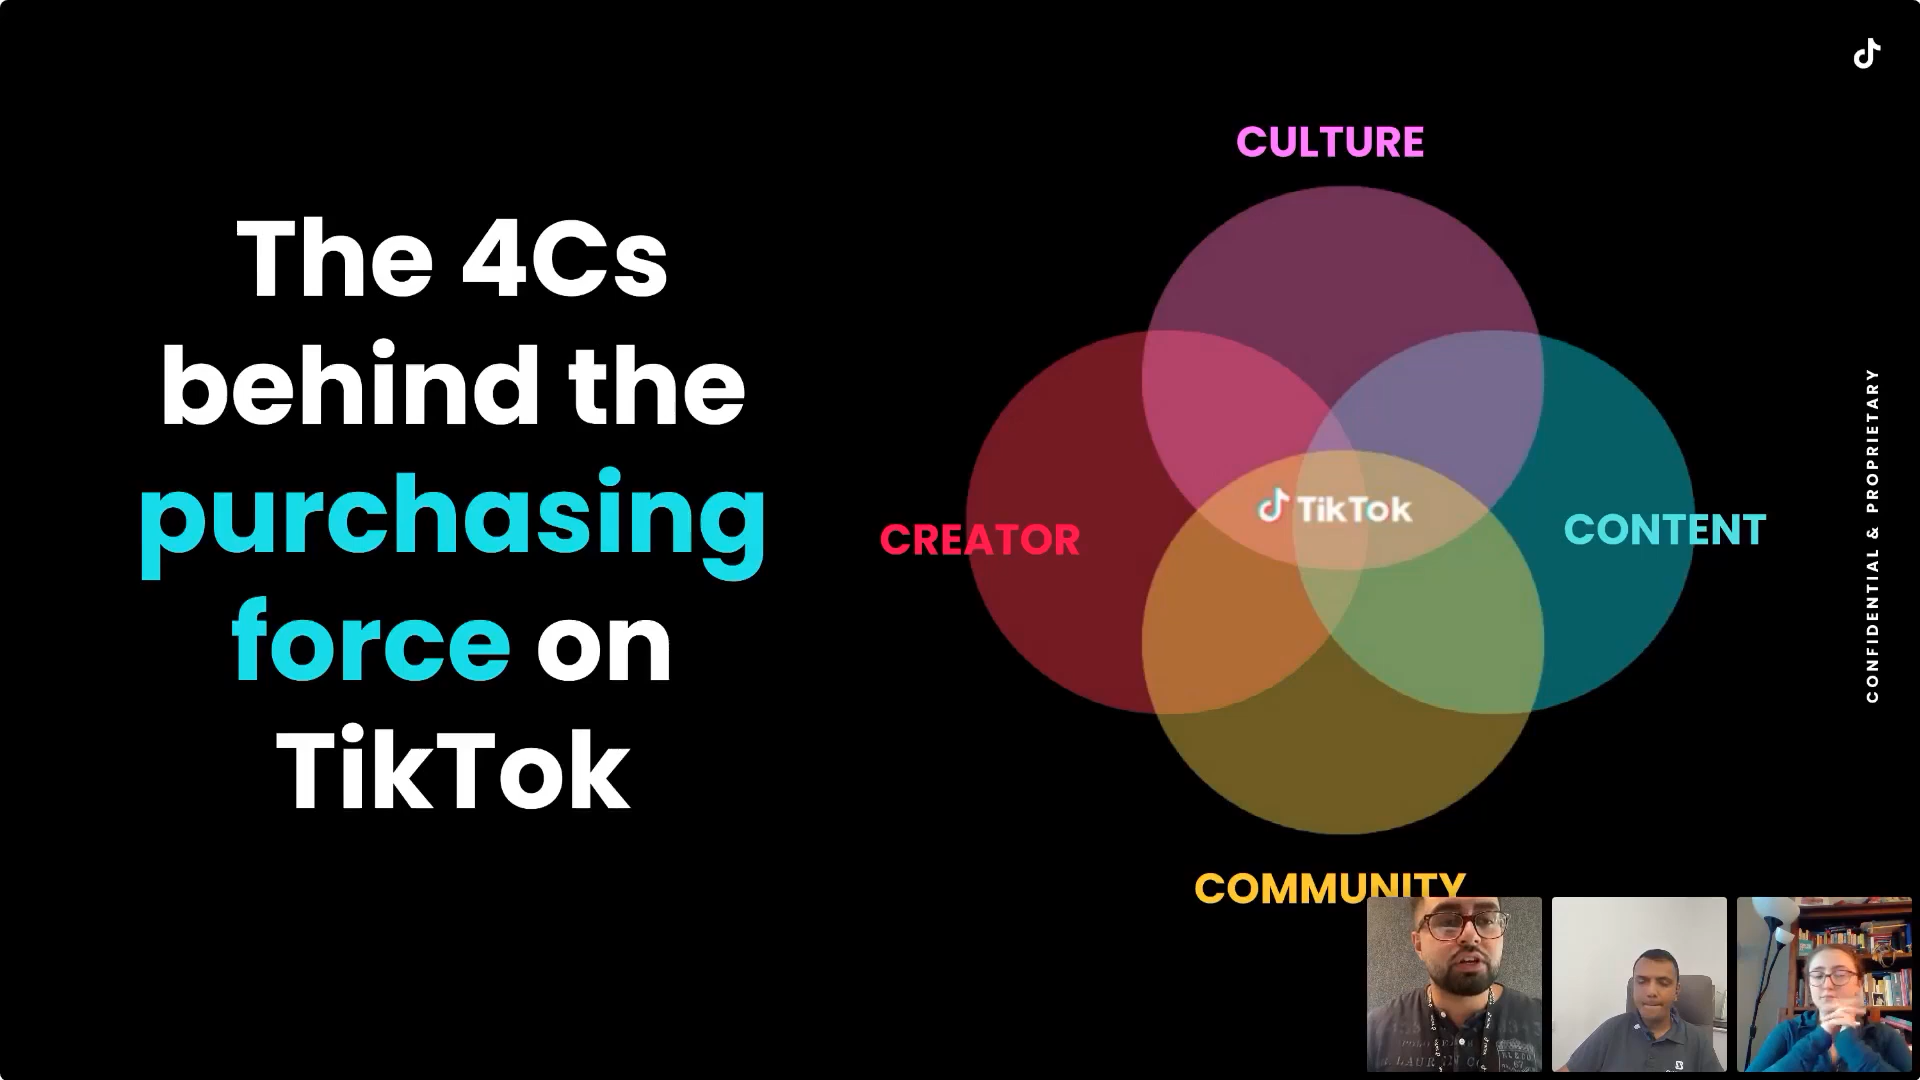 The 4Cs
behind the
purchasing
force on
TikTok
CULTURE
CREATOR
TikTok
CONTENT
COMMUNITY
CONFIDENTIAL & PROPRIETARY